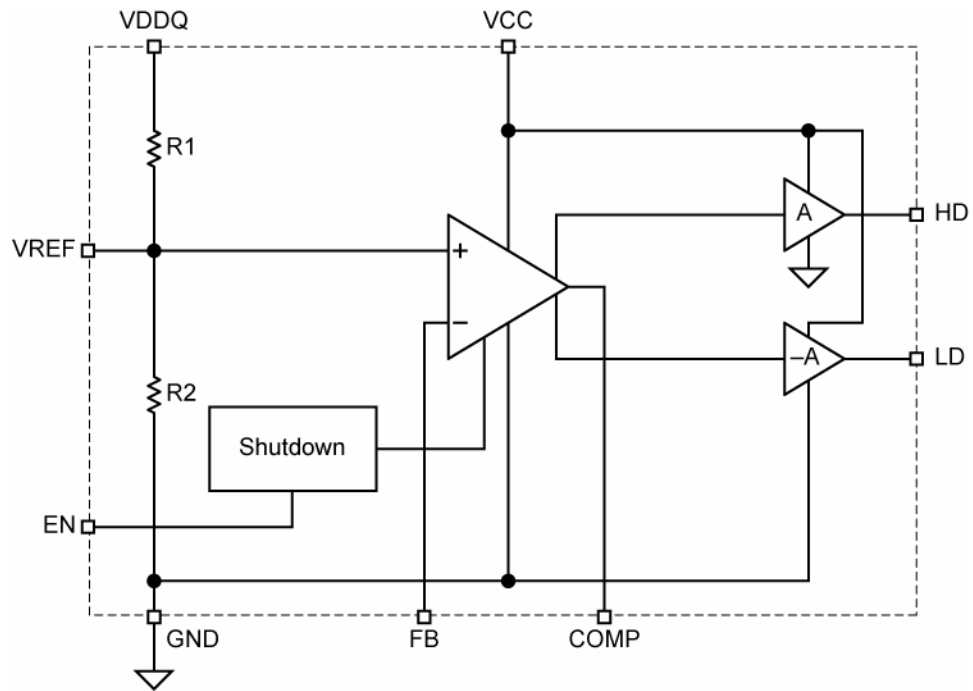 VDDQ
VCC
R1
A
HD
VREF
+
−
–A
LD
R2
Shutdown
EN
GND
FB
COMP